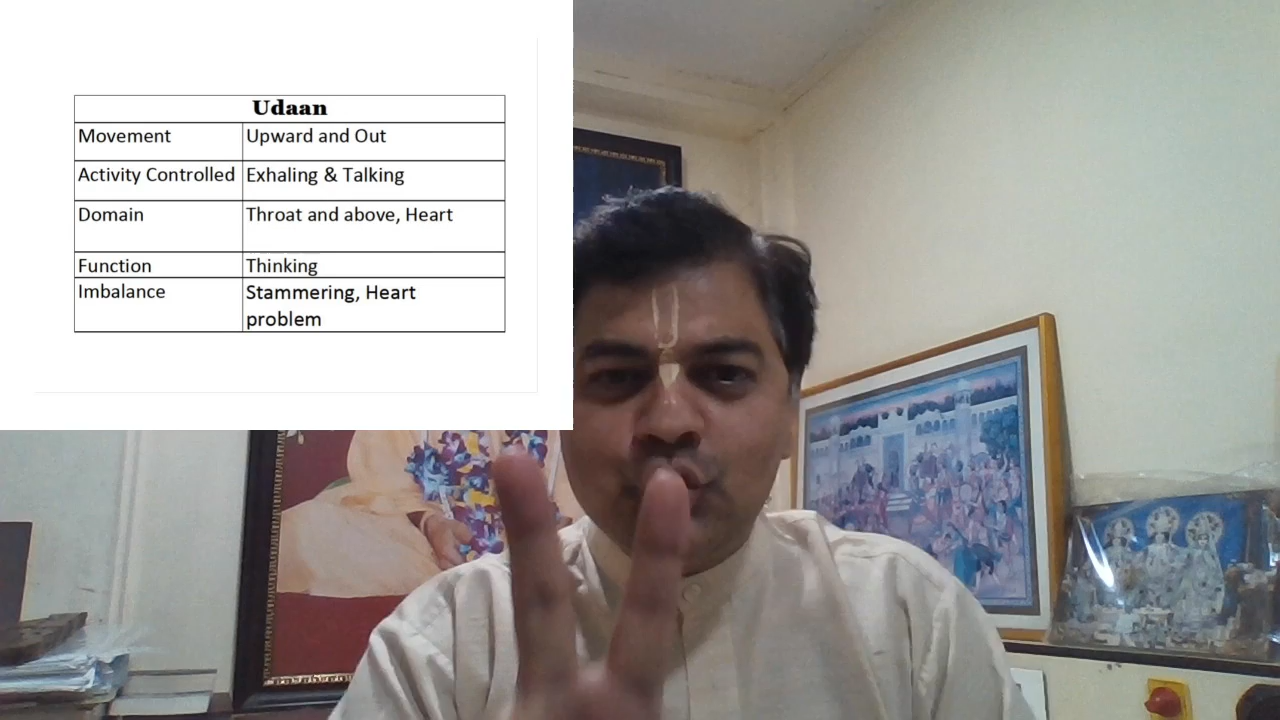 Udaan
Movement Upward and Out
Activity Controlled Exhaling & Talking
Domain Throat and above, Heart
Function Thinking
Imbalance Stammering, Heart
problem